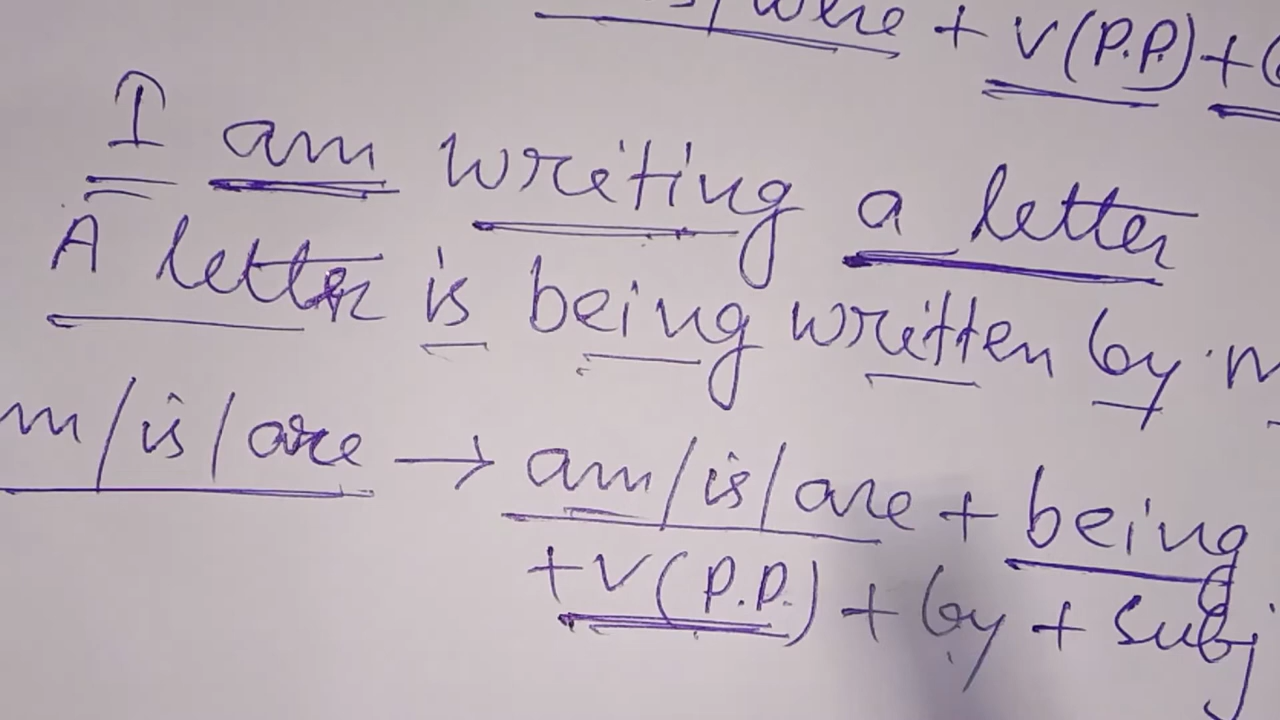 /were + V(P.P.) +
I am writing a letter
A letter is being written by
m/is/are → am/is/are + being
+V(P.P.) + by + subj